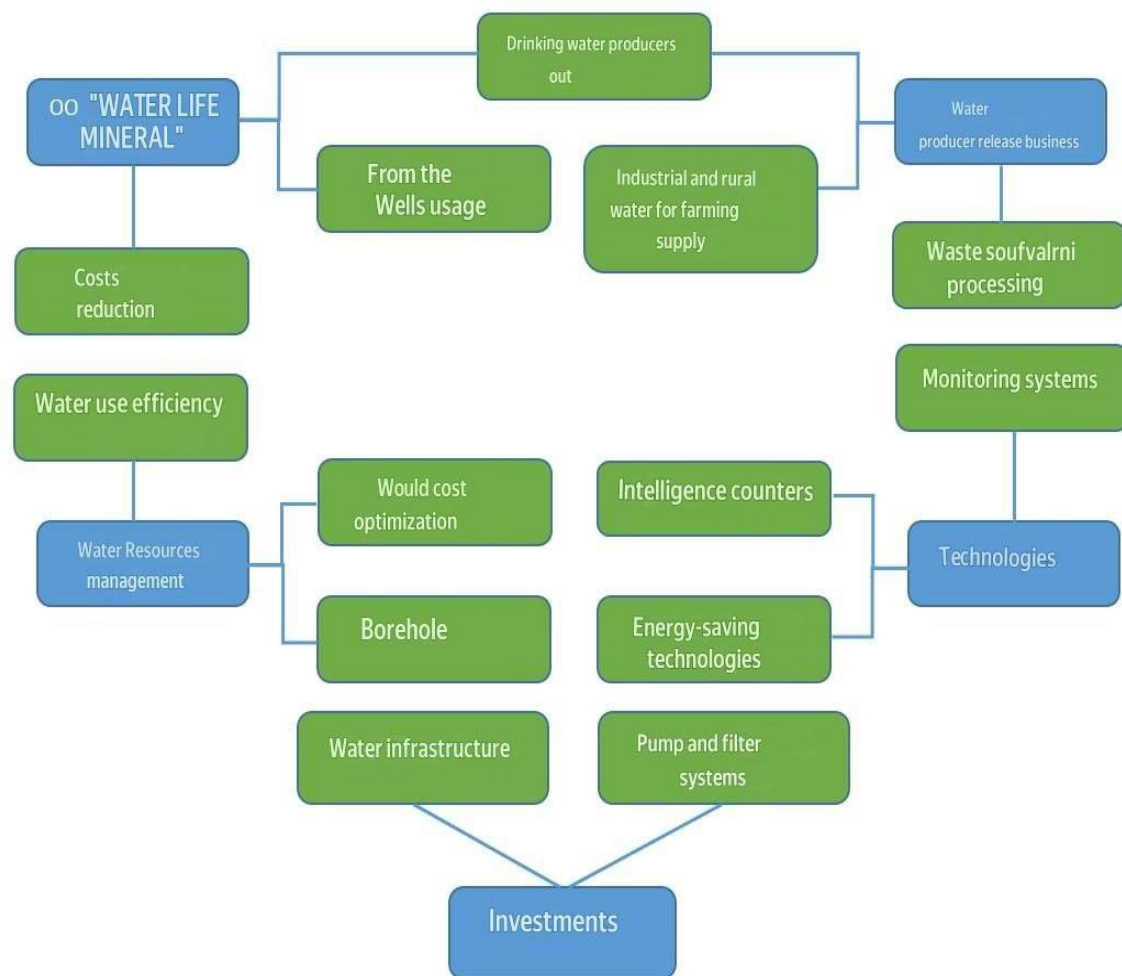 Drinking water producers
out
OO "WATER LIFE
MINERAL"
Water
producer release business
From the
Wells usage
Industrial and rural
water for farming
supply
Costs
reduction
Waste soufvalrni
processing
Water use efficiency
Monitoring systems
Would cost
optimization
Intelligence counters
Water Resources
management
Technologies
Borehole
Energy-saving
technologies
Water infrastructure
Pump and filter
systems
Investments